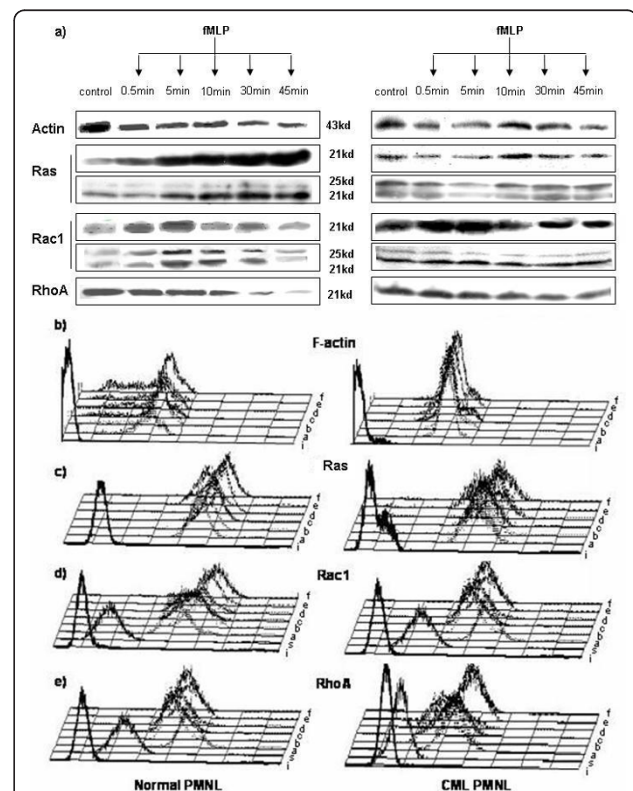 a)
fMLP
control 0.5min 5min 10min 30min 45min
control 0.5min 5min 10min 30min 45min
Actin 43kd
Ras 21kd
25kd
21kd
Rac1 21kd
25kd
21kd
RhoA 21kd
fMLP
b) F-actin
f
e
d
c
b
a
i
f
e
d
c
b
a
i
c) Ras
f
e
d
c
b
a
i
f
e
d
c
b
a
i
d) Rac1
f
e
d
c
b
a
s
i
f
e
d
c
b
a
s
i
e) RhoA
f
e
d
c
b
a
s
i
f
e
d
c
b
a
s
i
Normal PMNL CML PMNL